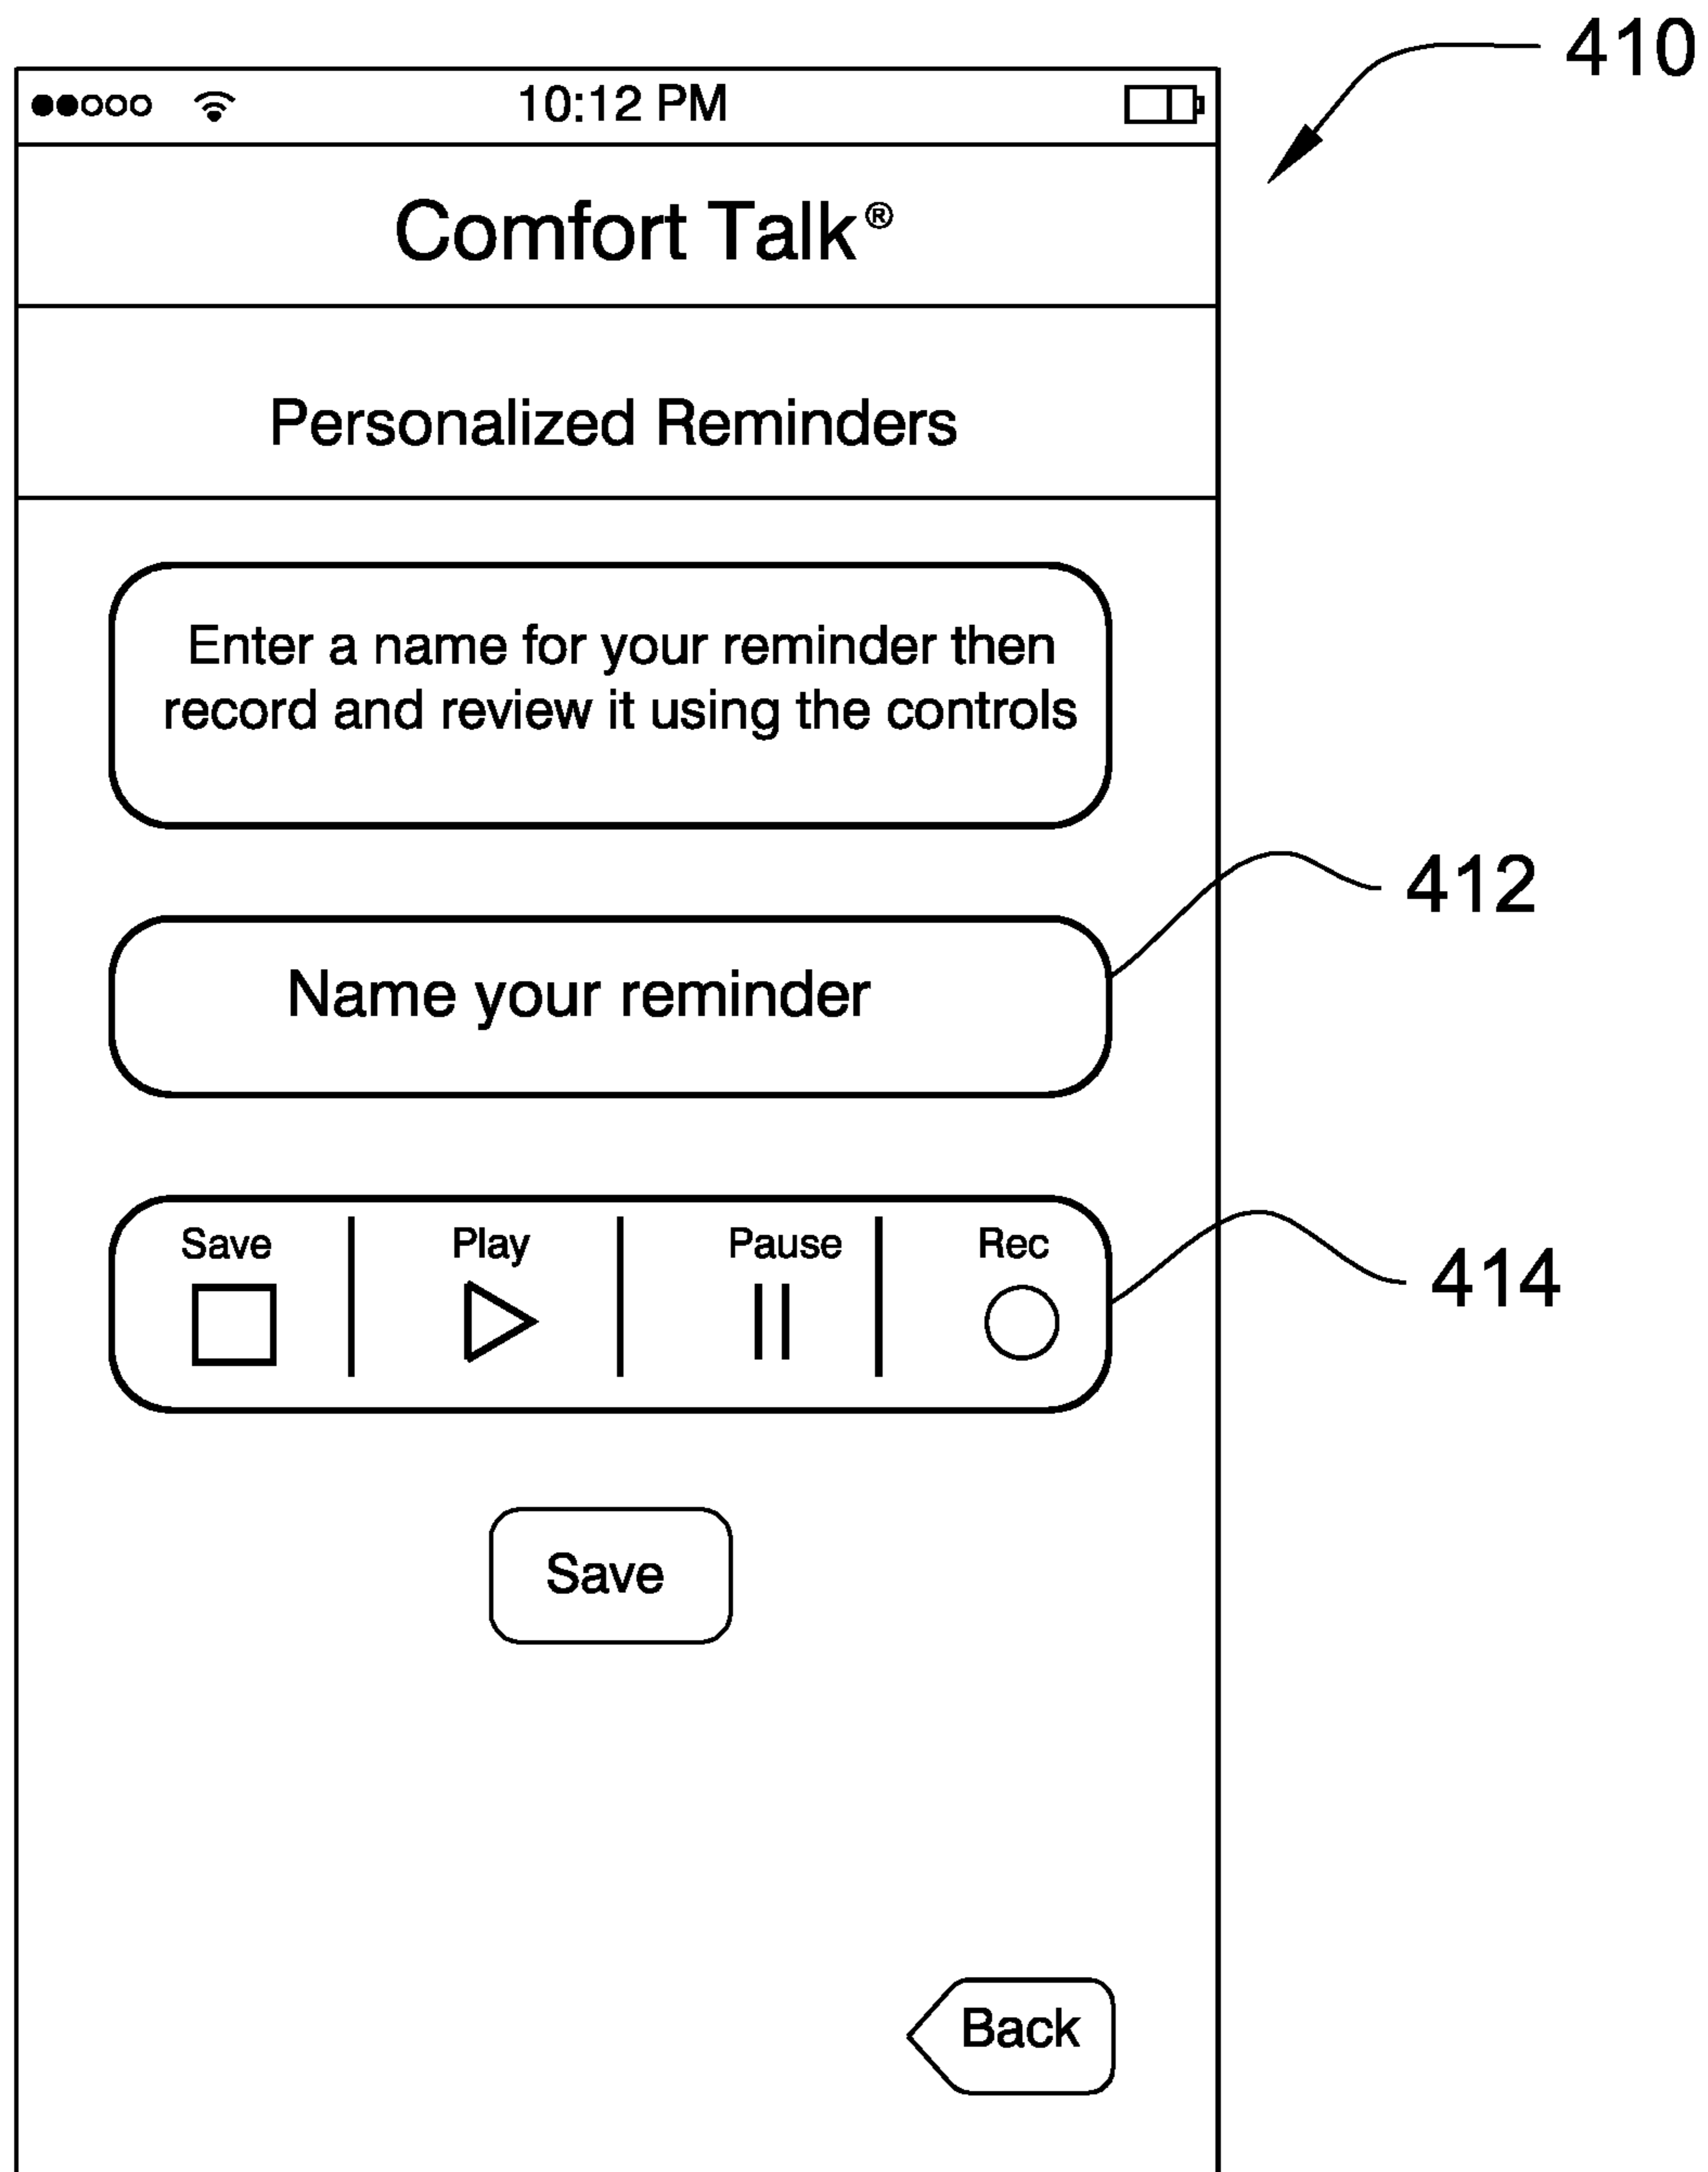 410
10:12 PM
Comfort Talk®
Personalized Reminders
Enter a name for your reminder then
record and review it using the controls
412
Name your reminder
Save Play Pause Rec
414
Save
Back